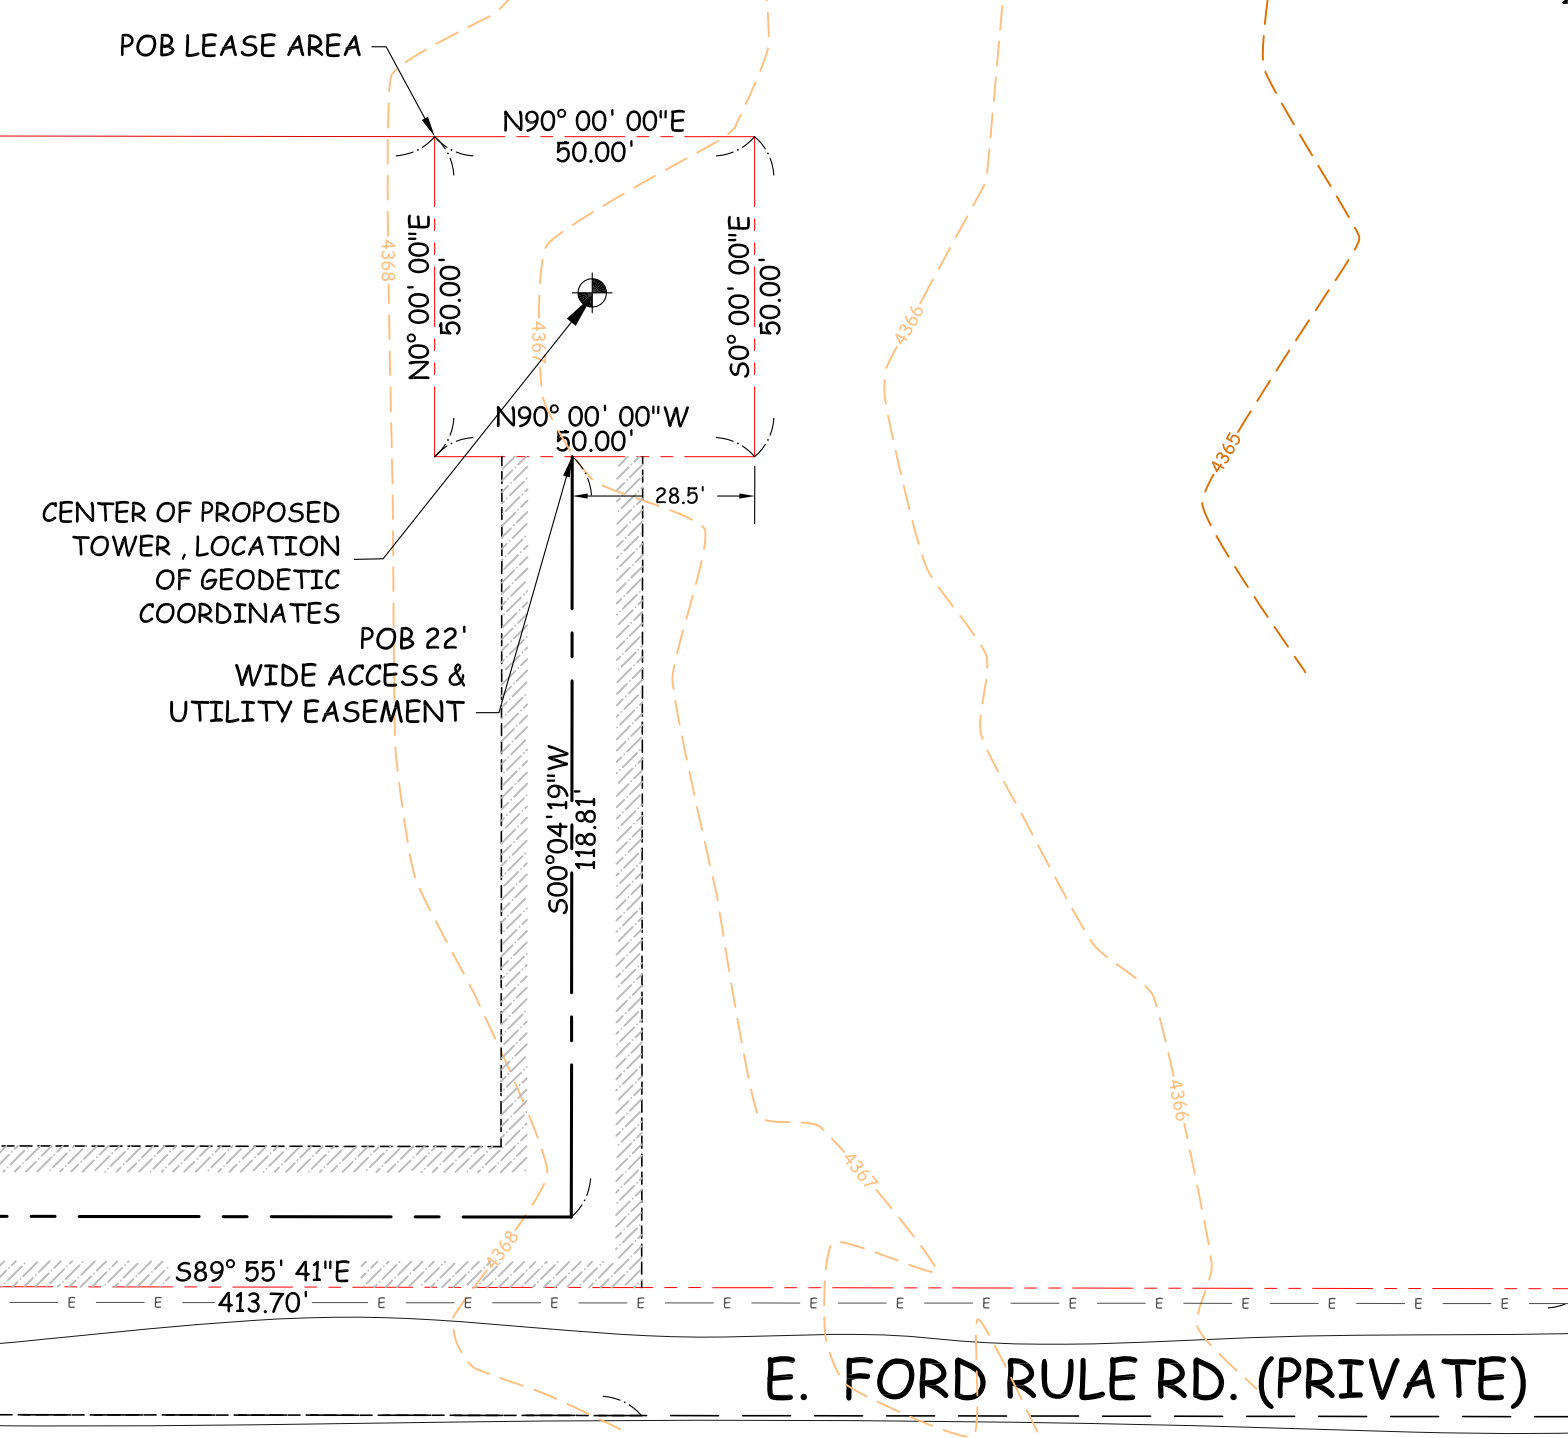 POB LEASE AREA
N90° 00' 00"E
50.00'
N0° 00' 00"E
50.00'
S0° 00' 00"E
50.00'
4368
4367
4366
4365
N90° 00' 00"W
50.00'
28.5'
CENTER OF PROPOSED
TOWER , LOCATION
OF GEODETIC
COORDINATES
POB 22'
WIDE ACCESS &
UTILITY EASEMENT
S00°04'19"W
118.81'
4366
4367
4368
S89° 55' 41"E
413.70'
E E E E E E E E E E E E E E E E
E. FORD RULE RD. (PRIVATE)